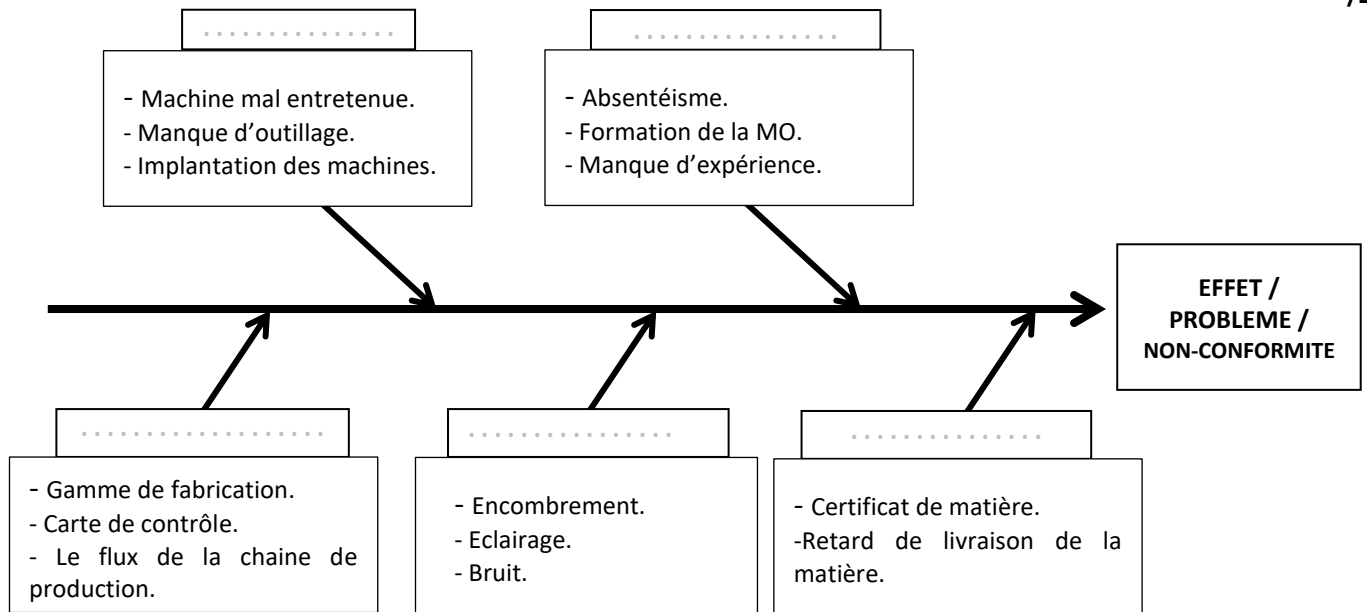 ...............
- Machine mal entretenue.
- Manque d'outillage.
- Implantation des machines.
................
- Absentéisme.
- Formation de la MO.
- Manque d'expérience.
EFFET /
PROBLEME /
NON-CONFORMITE
...................
- Gamme de fabrication.
- Carte de contrôle.
- Le flux de la chaine de
production.
................
- Encombrement.
- Eclairage.
- Bruit.
...............
- Certificat de matière.
-Retard de livraison de la
matière.